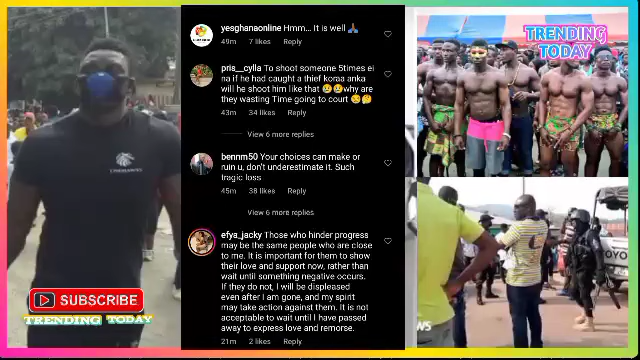 yesghanaonline Hmm... It is well 🙏
49m 7 likes Reply
pris__cylla To shoot someone 5times ei
na if he had caught a thief koraa anka
will he shoot him like that 😢😢why are
they wasting Time going to court 😏🤔
43m 34 likes Reply
View 6 more replies
bennm50 Your choices can make or
ruin u, don't underestimate it. Such
tragic loss
45m 38 likes Reply
View 6 more replies
efya_jacky Those who hinder progress
may be the same people who are close
to me. It is important for them to show
their love and support now, rather than
wait until something negative occurs.
If they do not, I will be displeased
even after I am gone, and my spirit
may take action against them. It is not
acceptable to wait until I have passed
away to express love and remorse.
21m 2 likes Reply
SUBSCRIBE
TRENDING TODAY
TRENDING
TODAY